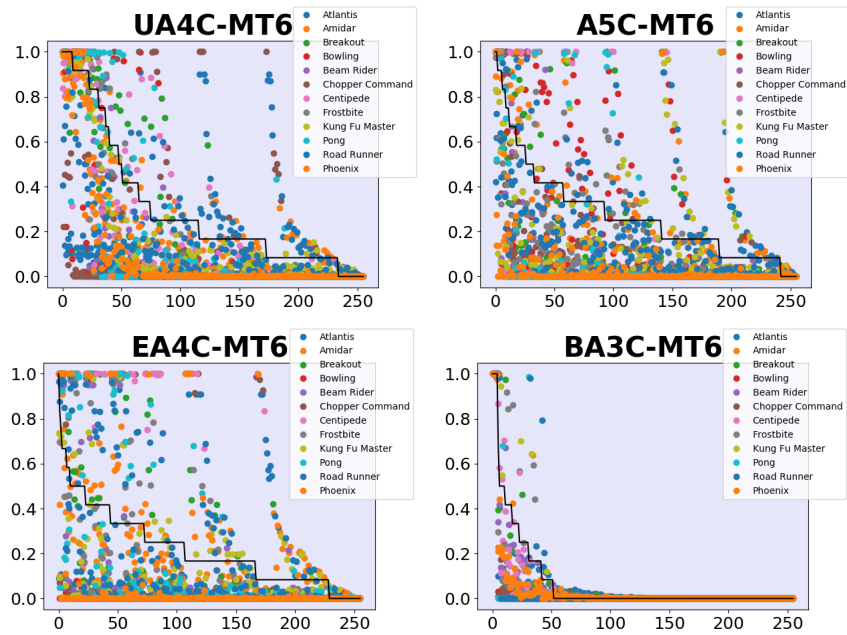 UA4C-MT6
1.0
0.8
0.6
0.4
0.2
0.0
0 50 100 150 200 250
Atlantis
Amidar
Breakout
Bowling
Beam Rider
Chopper Command
Centipede
Frostbite
Kung Fu Master
Pong
Road Runner
Phoenix
A5C-MT6
1.0
0.8
0.6
0.4
0.2
0.0
0 50 100 150 200 250
Atlantis
Amidar
Breakout
Bowling
Beam Rider
Chopper Command
Centipede
Frostbite
Kung Fu Master
Pong
Road Runner
Phoenix
EA4C-MT6
1.0
0.8
0.6
0.4
0.2
0.0
0 50 100 150 200 250
Atlantis
Amidar
Breakout
Bowling
Beam Rider
Chopper Command
Centipede
Frostbite
Kung Fu Master
Pong
Road Runner
Phoenix
BA3C-MT6
1.0
0.8
0.6
0.4
0.2
0.0
0 50 100 150 200 250
Atlantis
Amidar
Breakout
Bowling
Beam Rider
Chopper Command
Centipede
Frostbite
Kung Fu Master
Pong
Road Runner
Phoenix